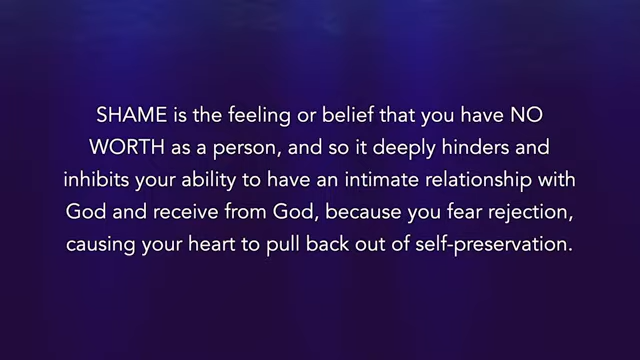 SHAME is the feeling or belief that you have NO
WORTH as a person, and so it deeply hinders and
inhibits your ability to have an intimate relationship with
God and receive from God, because you fear rejection,
causing your heart to pull back out of self-preservation.